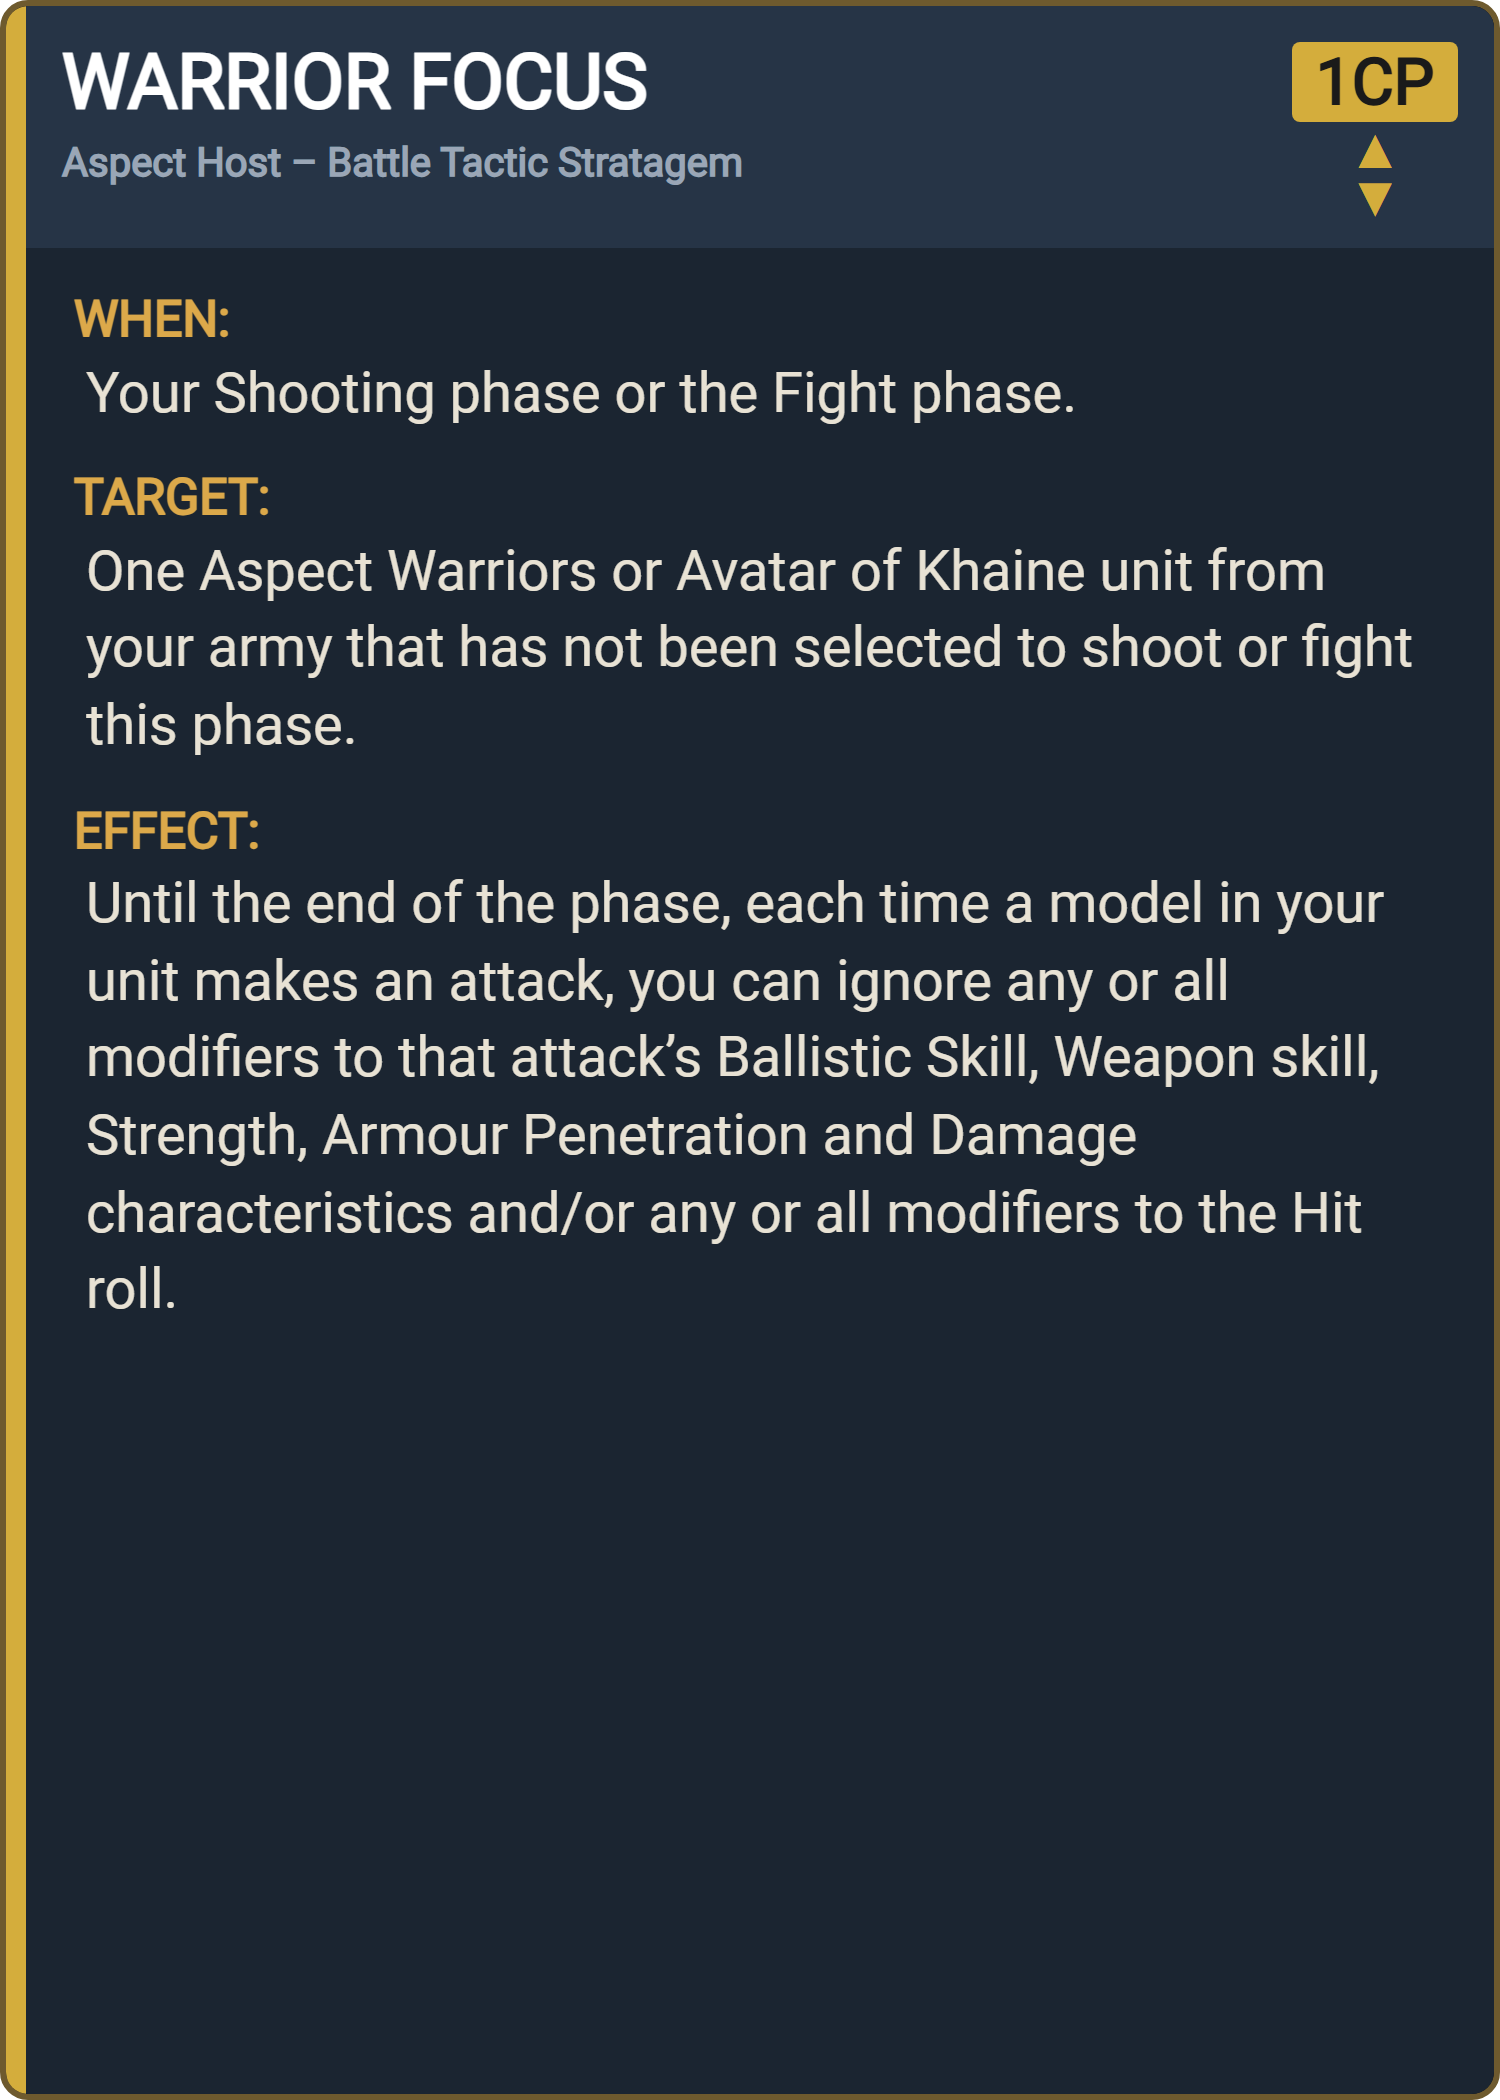 WARRIOR FOCUS
1CP
Aspect Host – Battle Tactic Stratagem
WHEN:
Your Shooting phase or the Fight phase.
TARGET:
One Aspect Warriors or Avatar of Khaine unit from
your army that has not been selected to shoot or fight
this phase.
EFFECT:
Until the end of the phase, each time a model in your
unit makes an attack, you can ignore any or all
modifiers to that attack’s Ballistic Skill, Weapon skill,
Strength, Armour Penetration and Damage
characteristics and/or any or all modifiers to the Hit
roll.